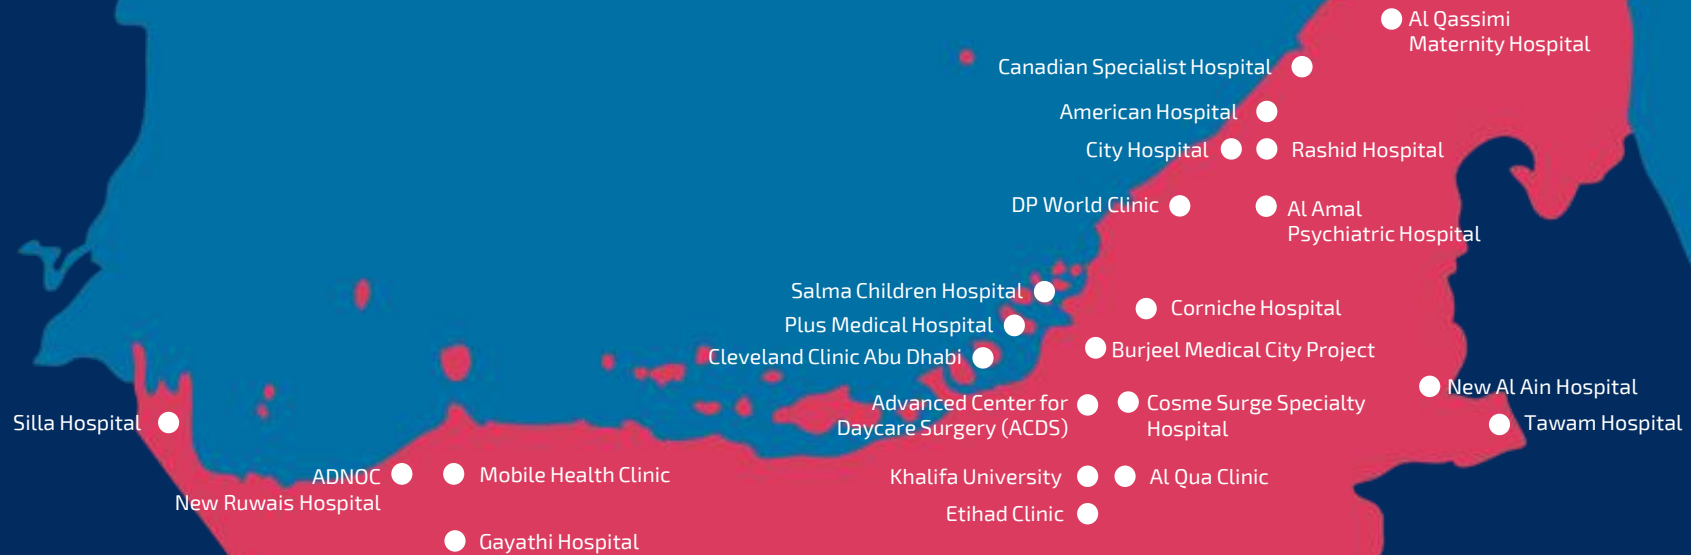 Al Qassimi
Maternity Hospital
Canadian Specialist Hospital
American Hospital
City Hospital
Rashid Hospital
DP World Clinic
Al Amal
Psychiatric Hospital
Salma Children Hospital
Corniche Hospital
Plus Medical Hospital
Burjeel Medical City Project
Cleveland Clinic Abu Dhabi
New Al Ain Hospital
Advanced Center for
Daycare Surgery (ACDS)
Cosme Surge Specialty
Hospital
Tawam Hospital
Silla Hospital
ADNOC
New Ruwais Hospital
Mobile Health Clinic
Khalifa University
Al Qua Clinic
Etihad Clinic
Gayathi Hospital